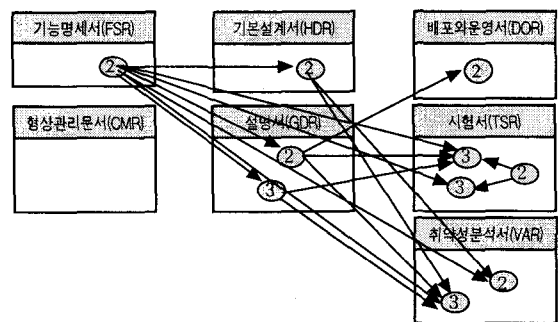 기능명세서(FSR)
기본설계서(HDR)
배포와운영서(DOR)
2
2
2
형상관리문서(CMR)
설명서(GDR)
시험서(TSR)
2
3
3
2
3
취약성분석서(VAR)
2
3